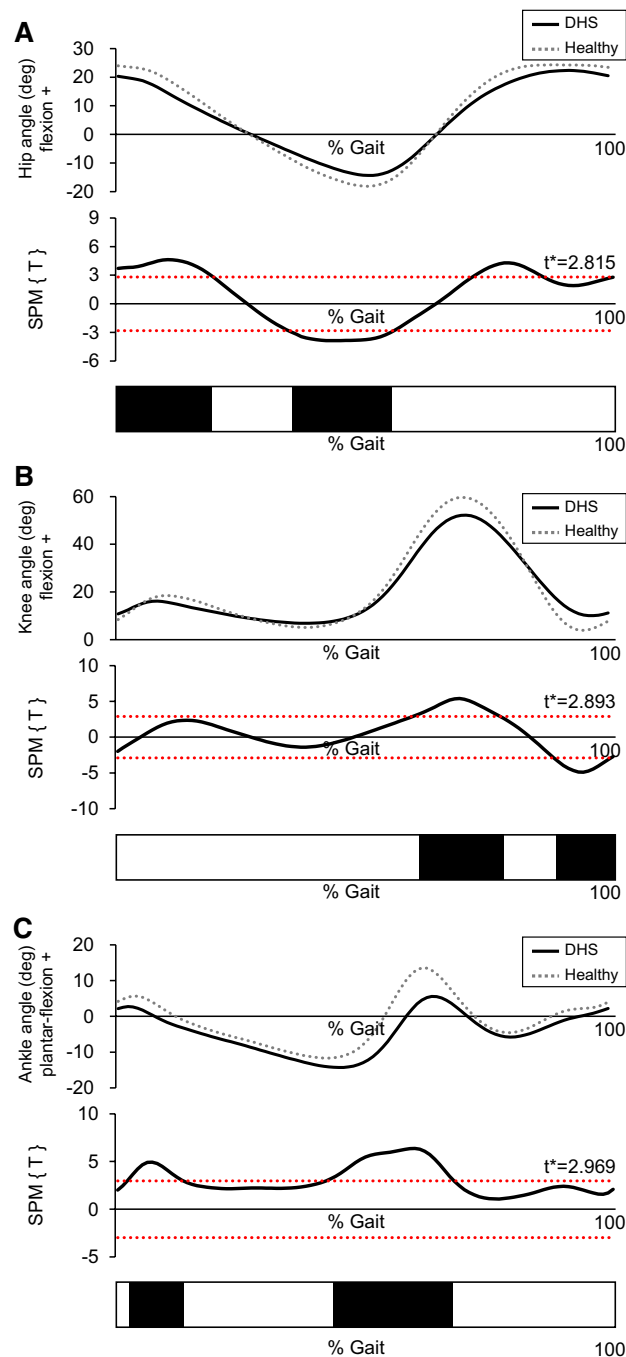 A
Hip angle (deg)
flexion +
30
20
10
0
-10
-20
DHS
Healthy
% Gait
100
SPM { T }
9
6
3
0
-3
-6
t*=2.815
% Gait
100
% Gait
100
B
Knee angle (deg)
flexion +
60
40
20
0
DHS
Healthy
% Gait
100
SPM { T }
10
5
0
-5
-10
t*=2.893
% Gait
100
% Gait
100
C
Ankle angle (deg)
plantar-flexion +
20
10
0
-10
-20
DHS
Healthy
% Gait
100
SPM { T }
10
5
0
-5
t*=2.969
% Gait
100
% Gait
100